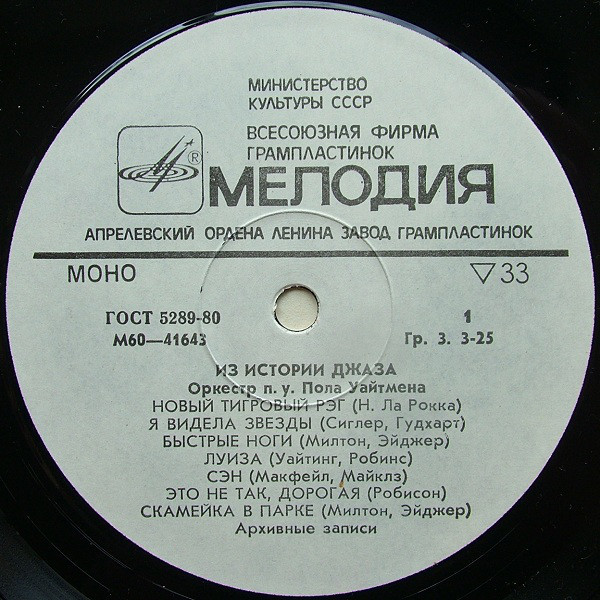 МИНИСТЕРСТВО
КУЛЬТУРЫ СССР
ВСЕСОЮЗНАЯ ФИРМА
ГРАМПЛАСТИНОК
® МЕЛОДИЯ
АПРЕЛЕВСКИЙ ОРДЕНА ЛЕНИНА ЗАВОД ГРАМПЛАСТИНОК
МОНО ▽33
ГОСТ 5289-80 1
М60—41643 Гр. 3. 3-25
ИЗ ИСТОРИИ ДЖАЗА
Оркестр п. у. Пола Уайтмена
НОВЫЙ ТИГРОВЫЙ РЭГ (Н. Ла Рокка)
Я ВИДЕЛА ЗВЕЗДЫ (Сиглер, Гудхарт)
БЫСТРЫЕ НОГИ (Милтон, Эйджер)
ЛУИЗА (Уайтинг, Робинс)
СЭН (Макфейл, Майклз)
ЭТО НЕ ТАК, ДОРОГАЯ (Робисон)
СКАМЕЙКА В ПАРКЕ (Милтон, Эйджер)
Архивные записи